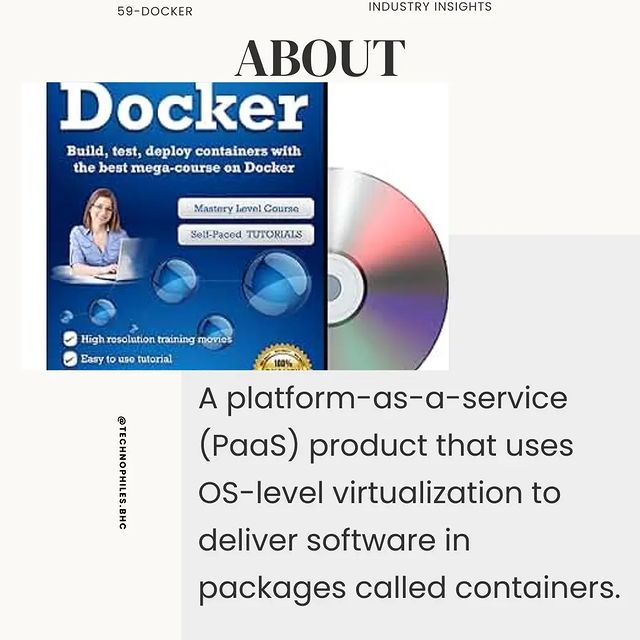 59-DOCKER
INDUSTRY INSIGHTS
ABOUT
Docker
Build, test, deploy containers with
the best mega-course on Docker
Mastery Level Course
Self-Paced TUTORIALS
High resolution training movies
Easy to use tutorial
100%
@TECHNOPHILES.BHC
A platform-as-a-service
(PaaS) product that uses
OS-level virtualization to
deliver software in
packages called containers.